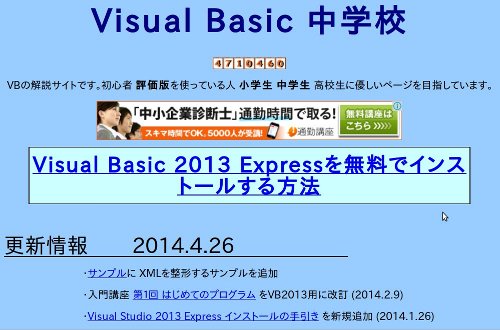 Visual Basic 中学校
4710460
VBの解説サイトです。初心者 評価版を使っている人 小学生 中学生 高校生に優しいページを目指しています。
「中小企業診断士」通勤時間で取る!
スキマ時間でOK。5000人が受講! 通勤講座
無料講座は
こちら>>>
Visual Basic 2013 Expressを無料でインス
トールする方法
更新情報 2014.4.26
・サンプルに XMLを整形するサンプルを追加
・入門講座 第1回 はじめてのプログラム をVB2013用に改訂 (2014.2.9)
・Visual Studio 2013 Express インストールの手引き を新規追加 (2014.1.26)